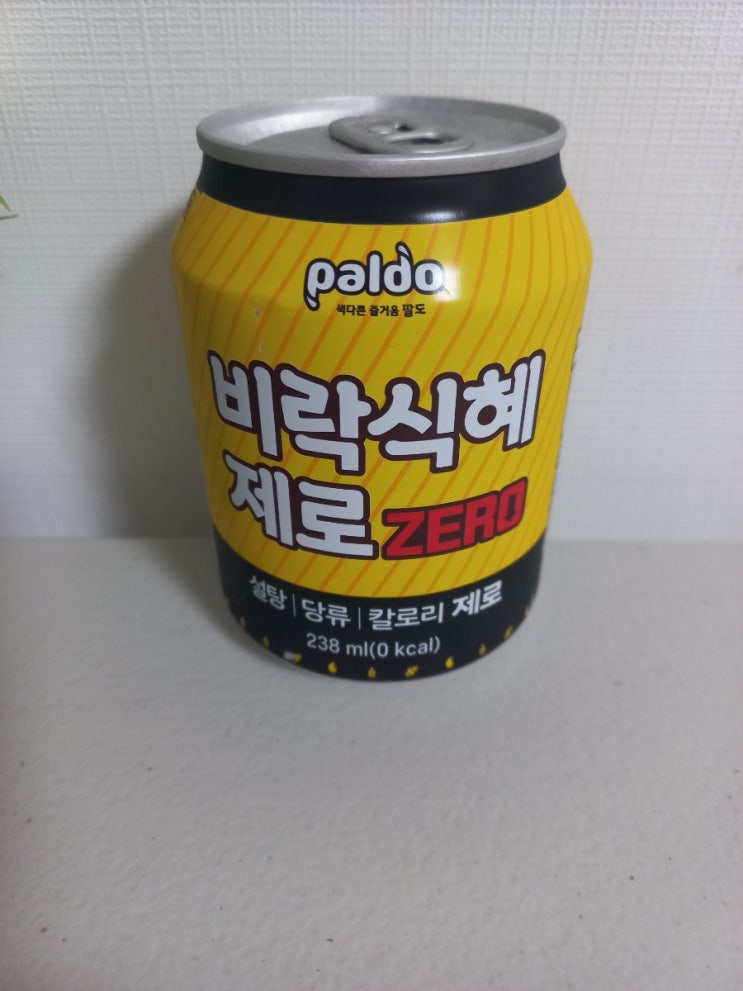 paldo
색다른 즐거움 팔도
비락식혜
제로 ZERO
설탕 | 당류 | 칼로리 제로
238 ml(0 kcal)